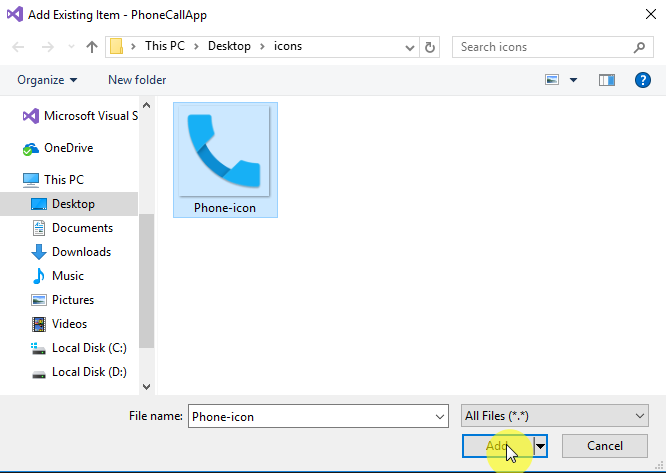 Add Existing Item - PhoneCallApp
This PC
Desktop
icons
Search icons
Organize
New folder
Microsoft Visual S
OneDrive
This PC
Desktop
Documents
Downloads
Music
Pictures
Videos
Local Disk (C:)
Local Disk (D:)
Phone-icon
File name:
Phone-icon
All Files (*.*)
Add
Cancel